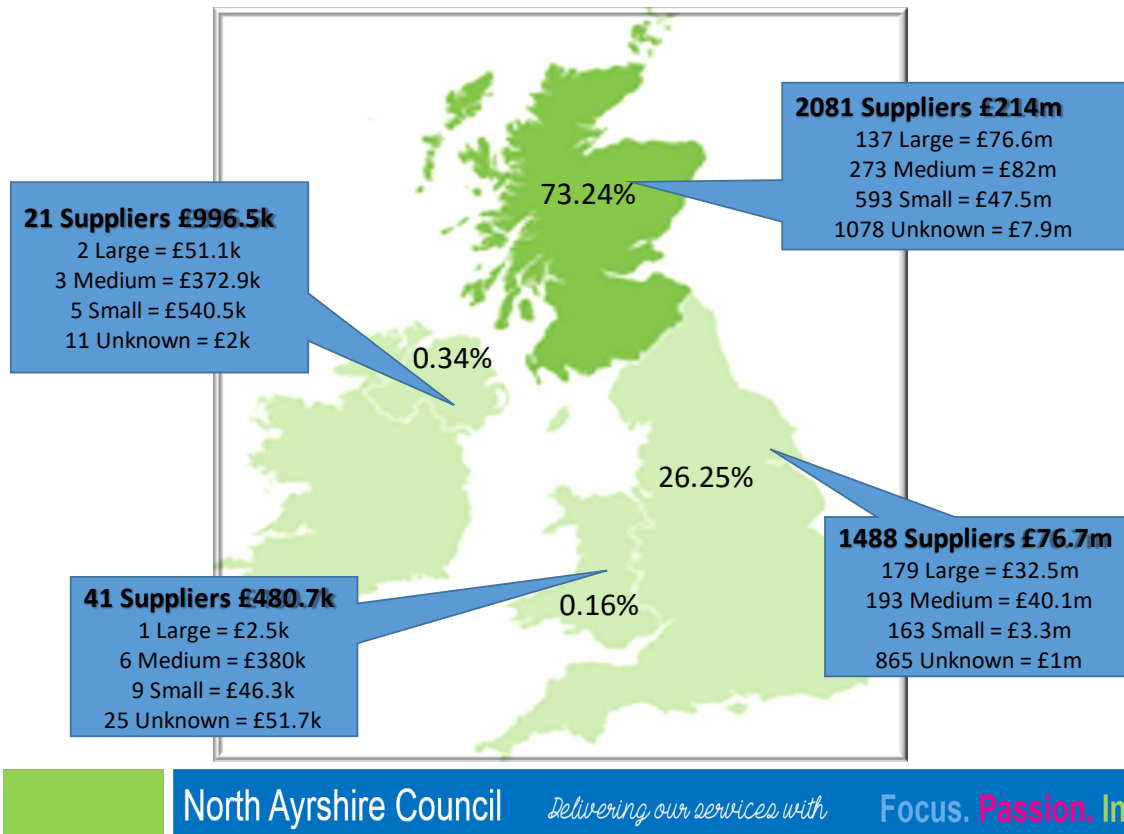 2081 Suppliers £214m
137 Large = £76.6m
273 Medium = £82m
593 Small = £47.5m
1078 Unknown = £7.9m
73.24%
21 Suppliers £996.5k
2 Large = £51.1k
3 Medium = £372.9k
5 Small = £540.5k
11 Unknown = £2k
0.34%
26.25%
1488 Suppliers £76.7m
179 Large = £32.5m
193 Medium = £40.1m
163 Small = £3.3m
865 Unknown = £1m
41 Suppliers £480.7k
1 Large = £2.5k
6 Medium = £380k
9 Small = £46.3k
25 Unknown = £51.7k
0.16%
North Ayrshire Council Delivering our services with Focus. Passion.